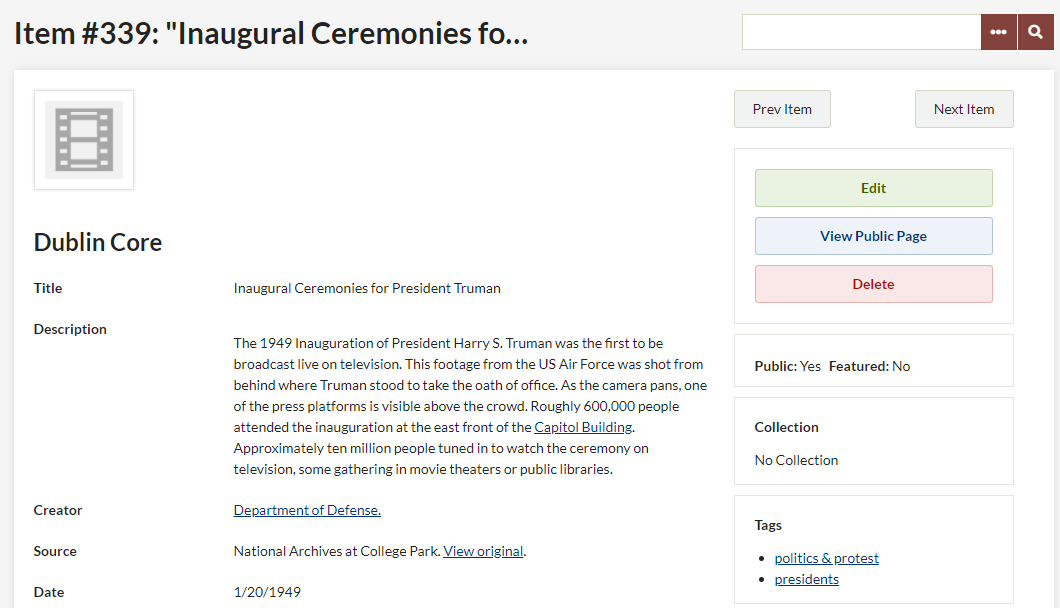 Item #339: "Inaugural Ceremonies fo...
Prev Item
Next Item
Edit
View Public Page
Delete
Public: Yes Featured: No
Collection
No Collection
Tags
politics & protest
presidents
Dublin Core
Title
Inaugural Ceremonies for President Truman
Description
The 1949 Inauguration of President Harry S. Truman was the first to be
broadcast live on television. This footage from the US Air Force was shot from
behind where Truman stood to take the oath of office. As the camera pans, one
of the press platforms is visible above the crowd. Roughly 600,000 people
attended the inauguration at the east front of the Capitol Building.
Approximately ten million people tuned in to watch the ceremony on
television, some gathering in movie theaters or public libraries.
Creator
Department of Defense.
Source
National Archives at College Park. View original.
Date
1/20/1949